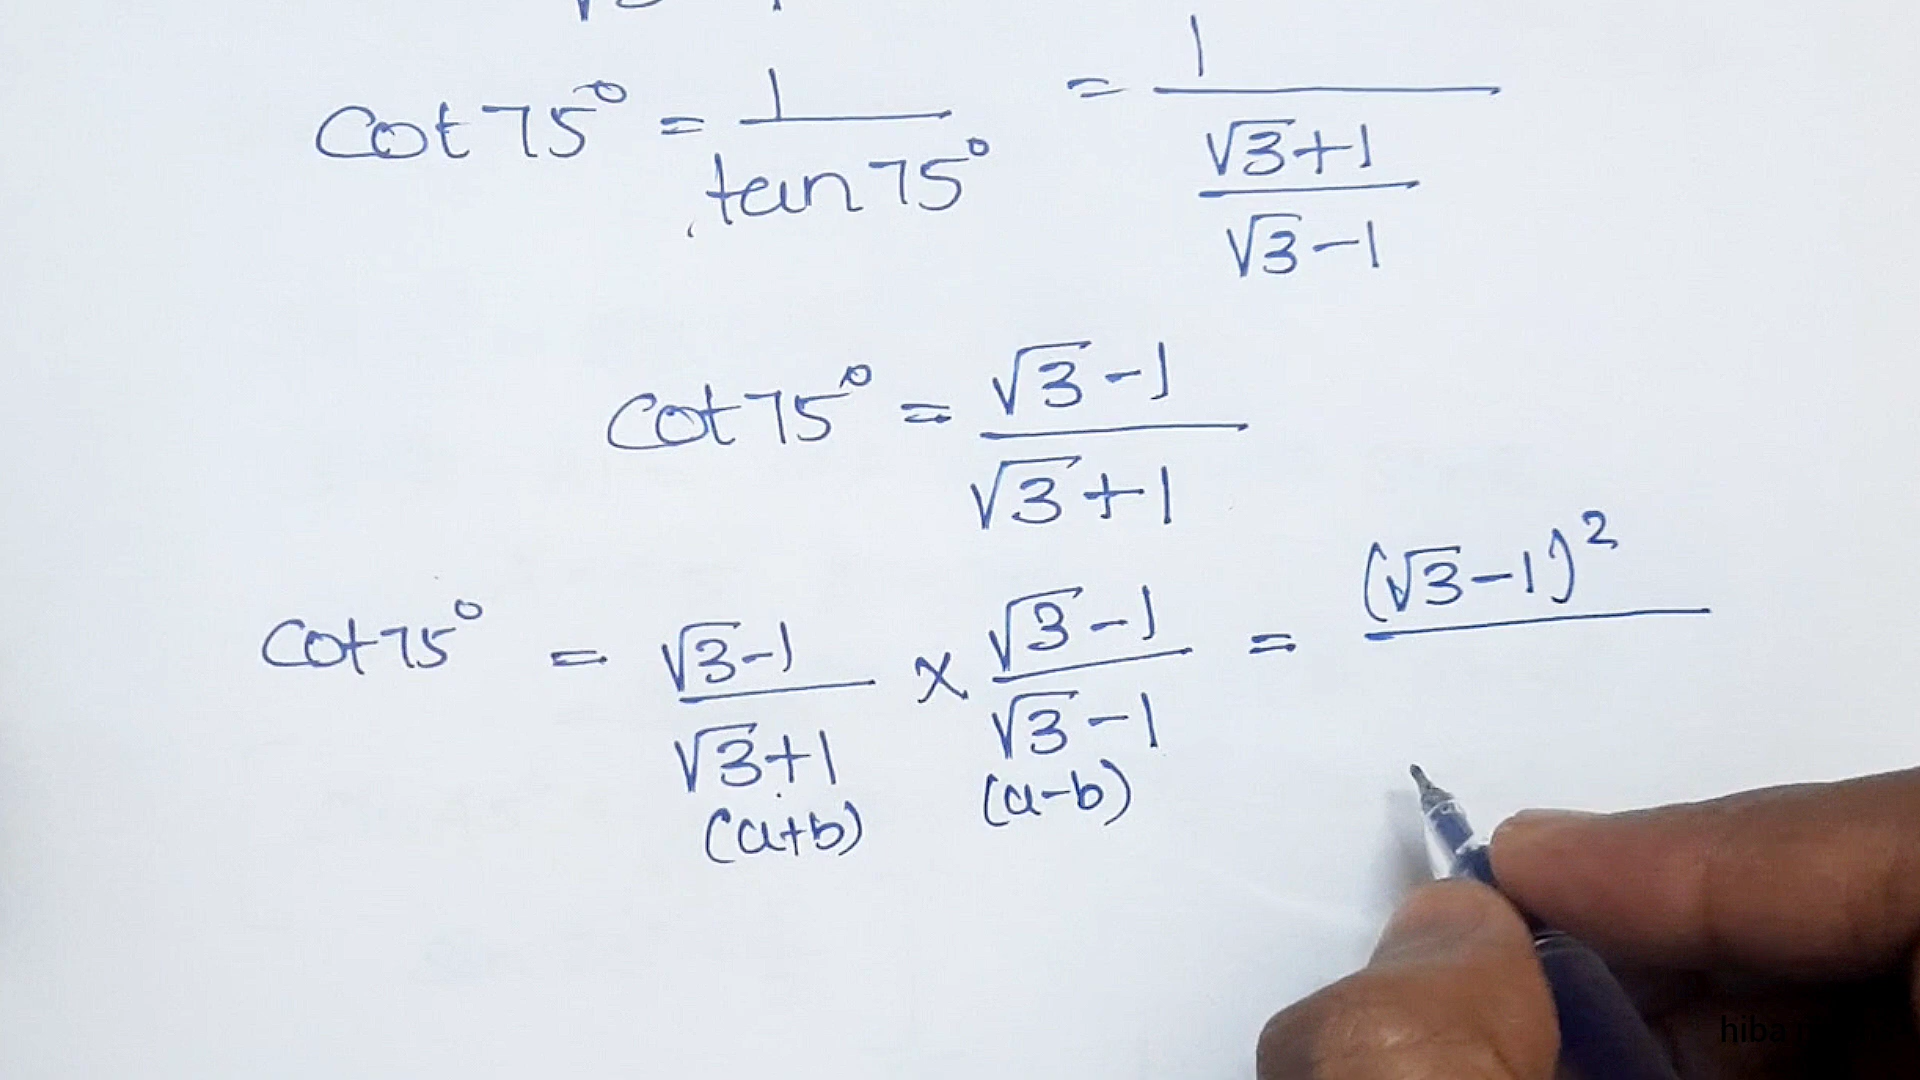 Cot 75° = 1 / tan 75° = 1 / (√3+1 / √3-1)
Cot 75° = √3-1 / √3+1
Cot 75° = √3-1 / √3+1 × √3-1 / √3-1 = (√3-1)²
(a+b) (a-b)
hiba